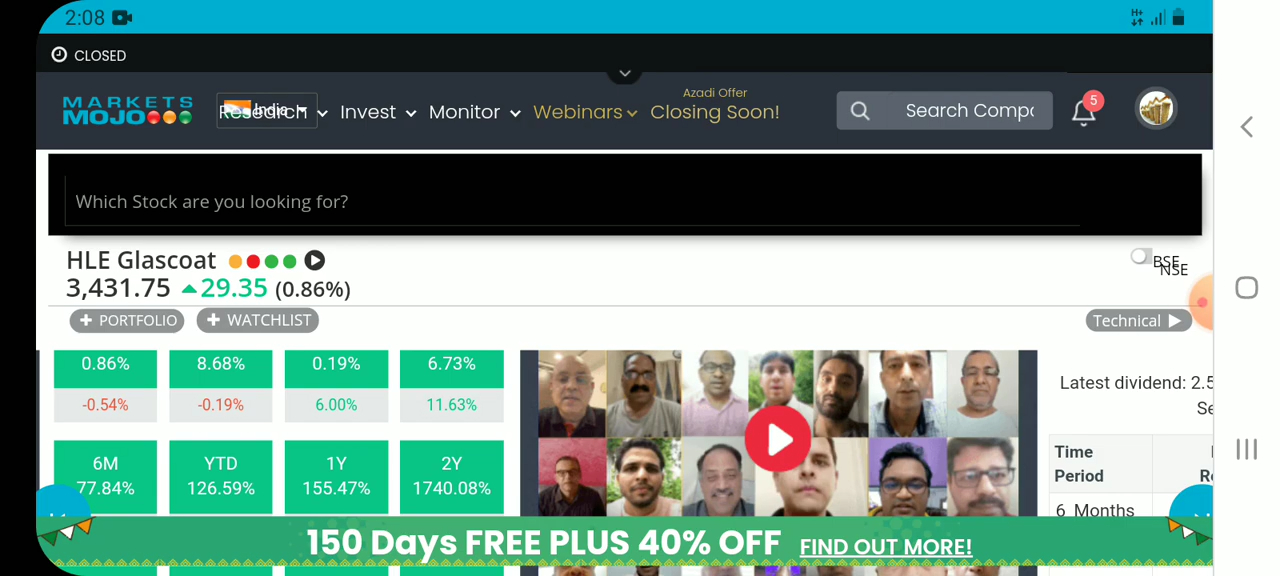 2:08
H+
CLOSED
MARKETS
MOJO
India
Research
Invest
Monitor
Webinars
Azadi Offer
Closing Soon!
Search Compa
5
Which Stock are you looking for?
HLE Glascoat
BSE
NSE
3,431.75 29.35 (0.86%)
+ PORTFOLIO
+ WATCHLIST
Technical
0.86% 8.68% 0.19% 6.73%
-0.54% -0.19% 6.00% 11.63%
6M YTD 1Y 2Y
77.84% 126.59% 155.47% 1740.08%
Latest dividend: 2.5
Se
Time
Period
6 Months
150 Days FREE PLUS 40% OFF FIND OUT MORE!